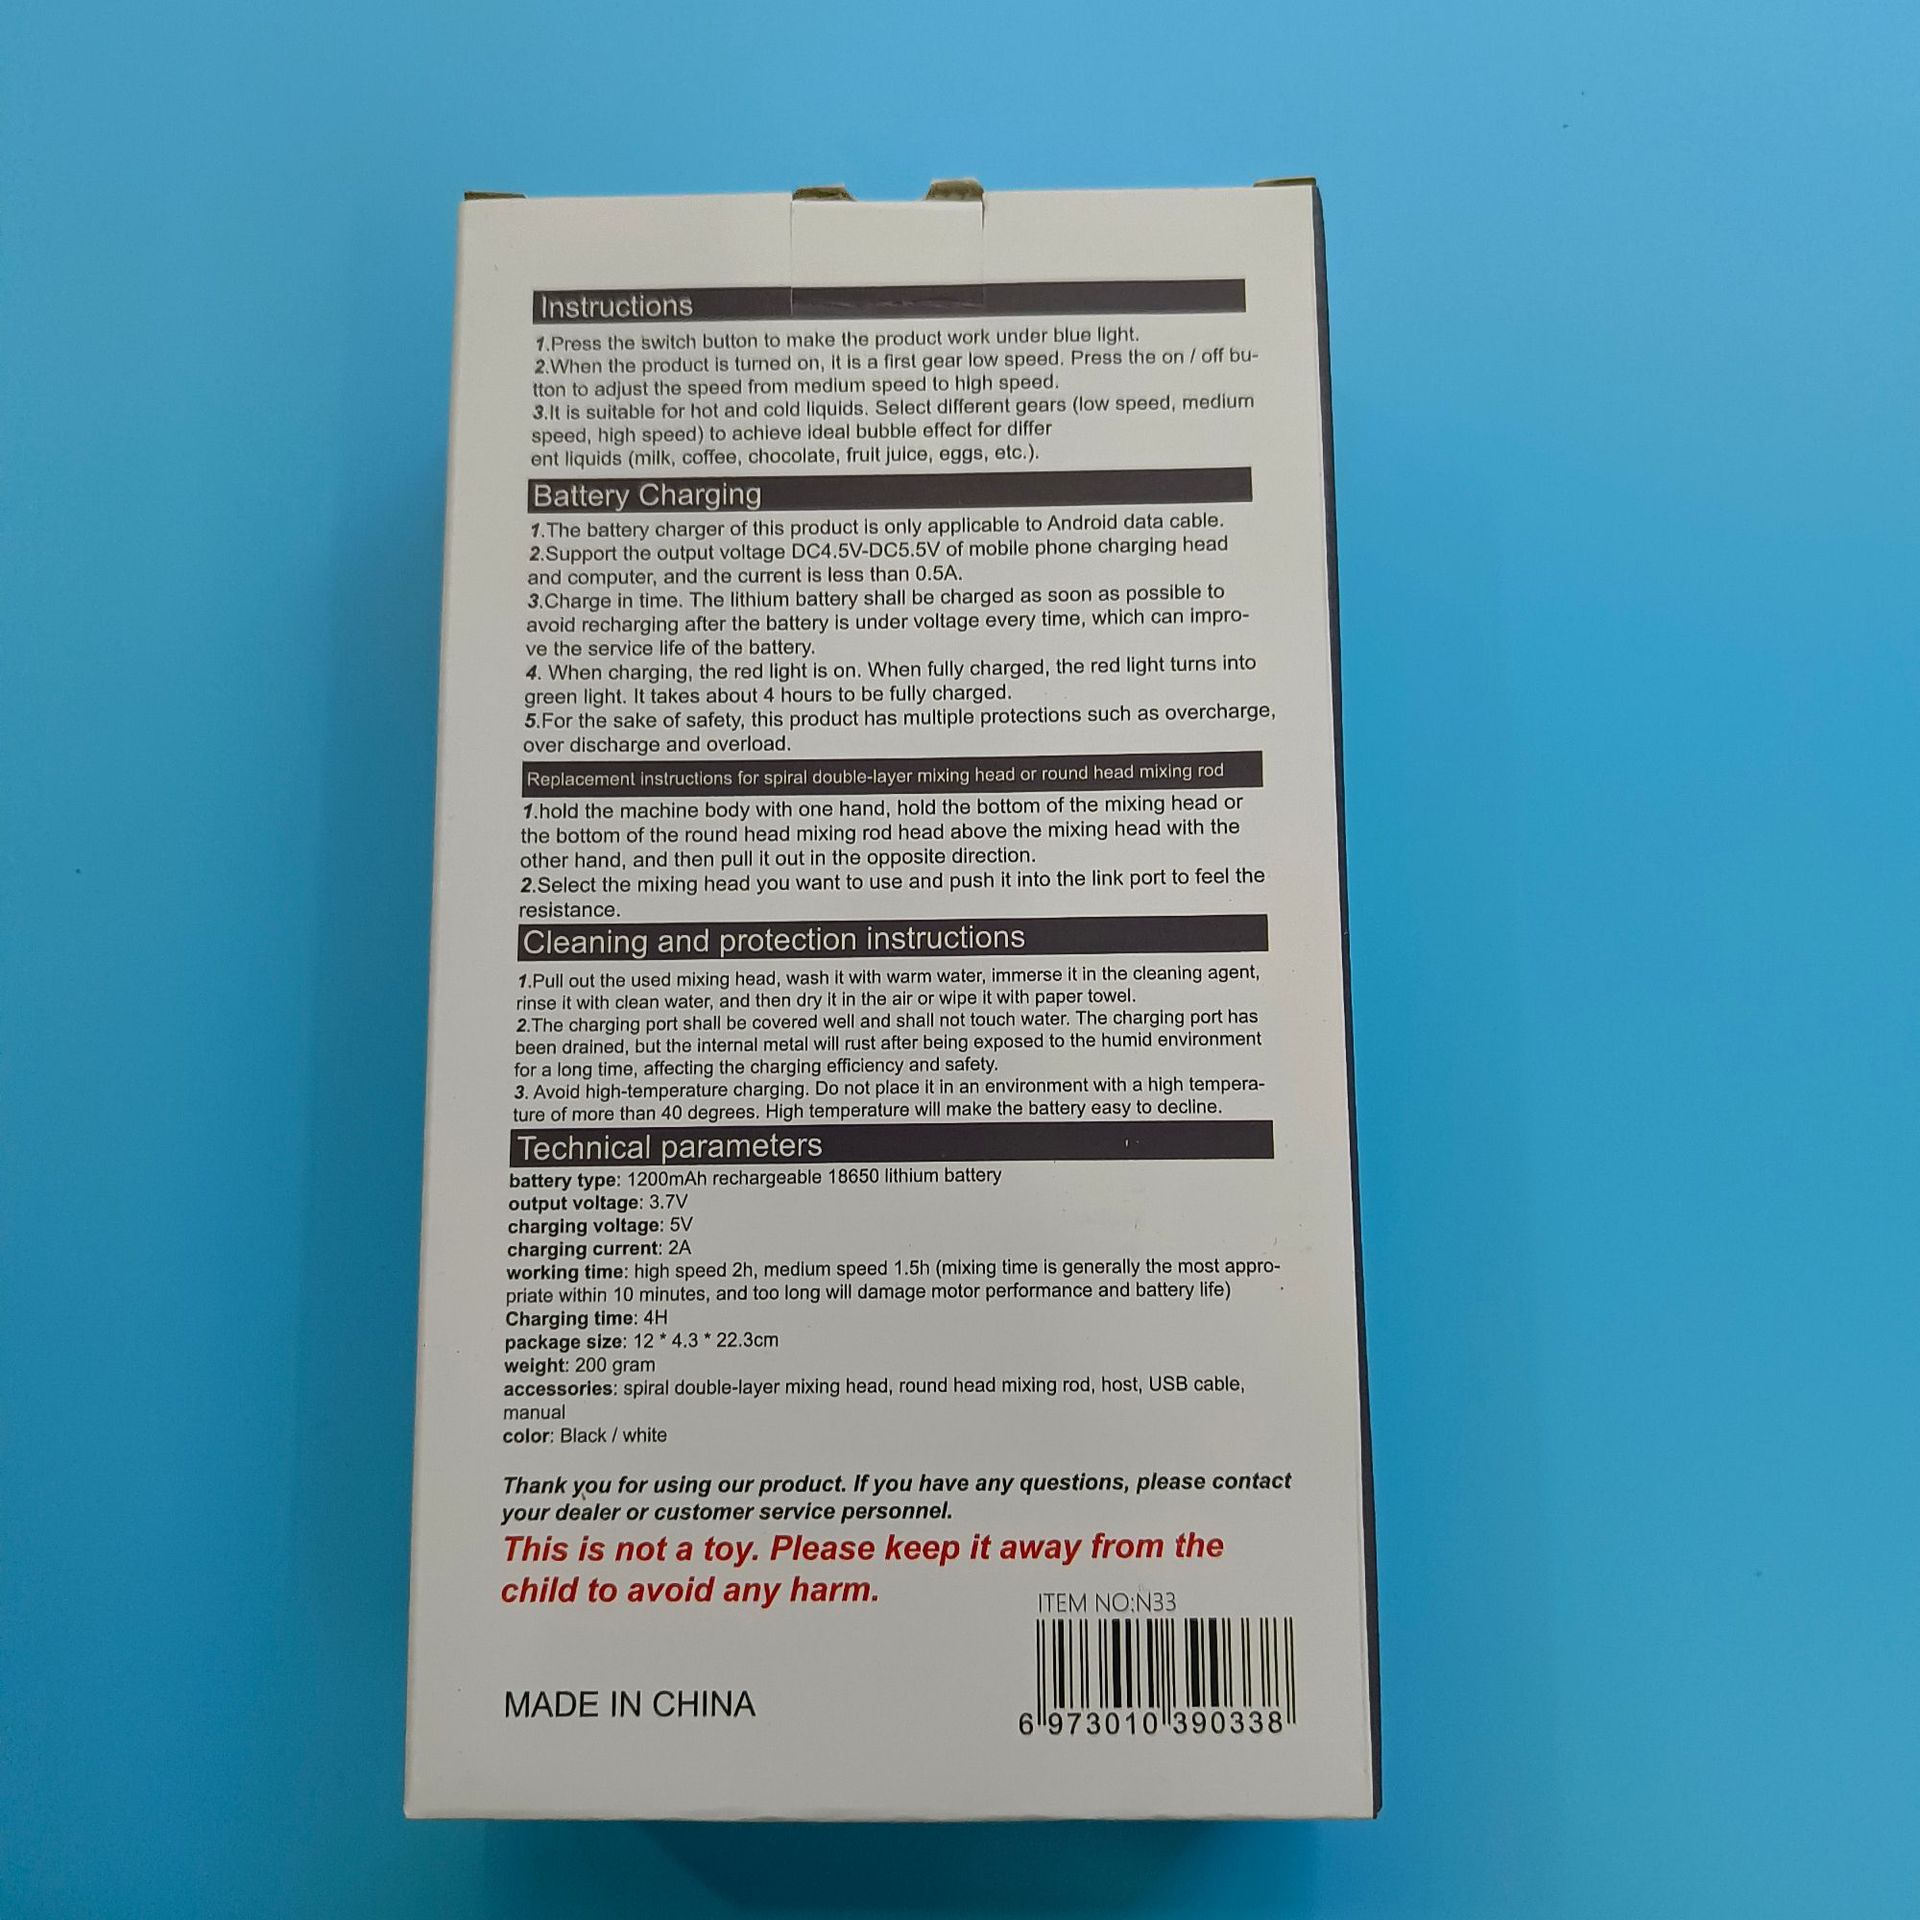 Instructions
1.Press the switch button to make the product work under blue light.
2.When the product is turned on, it is a first gear low speed. Press the on / off bu-
tton to adjust the speed from medium speed to high speed.
3.It is suitable for hot and cold liquids. Select different gears (low speed, medium
speed, high speed) to achieve ideal bubble effect for differ
ent liquids (milk, coffee, chocolate, fruit juice, eggs, etc.).
Battery Charging
1.The battery charger of this product is only applicable to Android data cable.
2.Support the output voltage DC4.5V-DC5.5V of mobile phone charging head
and computer, and the current is less than 0.5A.
3.Charge in time. The lithium battery shall be charged as soon as possible to
avoid recharging after the battery is under voltage every time, which can impro-
ve the service life of the battery.
4. When charging, the red light is on. When fully charged, the red light turns into
green light. It takes about 4 hours to be fully charged.
5.For the sake of safety, this product has multiple protections such as overcharge,
over discharge and overload.
Replacement instructions for spiral double-layer mixing head or round head mixing rod
1.hold the machine body with one hand, hold the bottom of the mixing head or
the bottom of the round head mixing rod head above the mixing head with the
other hand, and then pull it out in the opposite direction.
2.Select the mixing head you want to use and push it into the link port to feel the
resistance.
Cleaning and protection instructions
1.Pull out the used mixing head, wash it with warm water, immerse it in the cleaning agent,
rinse it with clean water, and then dry it in the air or wipe it with paper towel.
2.The charging port shall be covered well and shall not touch water. The charging port has
been drained, but the internal metal will rust after being exposed to the humid environment
for a long time, affecting the charging efficiency and safety.
3. Avoid high-temperature charging. Do not place it in an environment with a high tempera-
ture of more than 40 degrees. High temperature will make the battery easy to decline.
Technical parameters
battery type: 1200mAh rechargeable 18650 lithium battery
output voltage: 3.7V
charging voltage: 5V
charging current: 2A
working time: high speed 2h, medium speed 1.5h (mixing time is generally the most appro-
priate within 10 minutes, and too long will damage motor performance and battery life)
Charging time: 4H
package size: 12 * 4.3 * 22.3cm
weight: 200 gram
accessories: spiral double-layer mixing head, round head mixing rod, host, USB cable,
manual
color: Black / white
Thank you for using our product. If you have any questions, please contact
your dealer or customer service personnel.
This is not a toy. Please keep it away from the
child to avoid any harm.
ITEM NO:N33
MADE IN CHINA
6 973010 390338